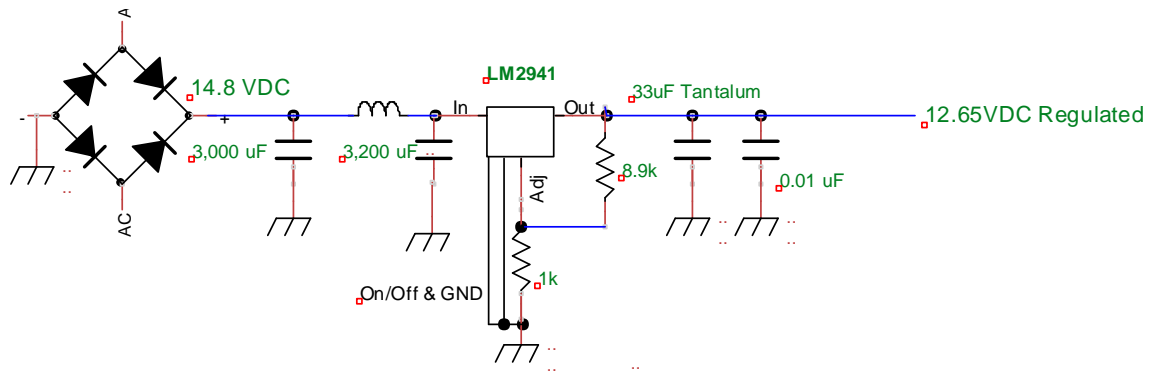 A
LM2941
14.8 VDC
33uF Tantalum
In
Out
12.65VDC Regulated
-
+
3,000 uF
3,200 uF
8.9k
0.01 uF
Adj
AC
1k
On/Off & GND